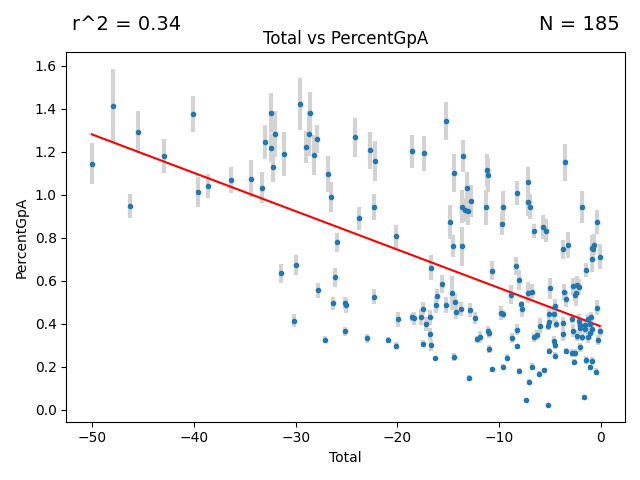 r^2 = 0.34
N = 185
Total vs PercentGpA
PercentGpA
1.6
1.4
1.2
1.0
0.8
0.6
0.4
0.2
0.0
−50 −40 −30 −20 −10 0
Total